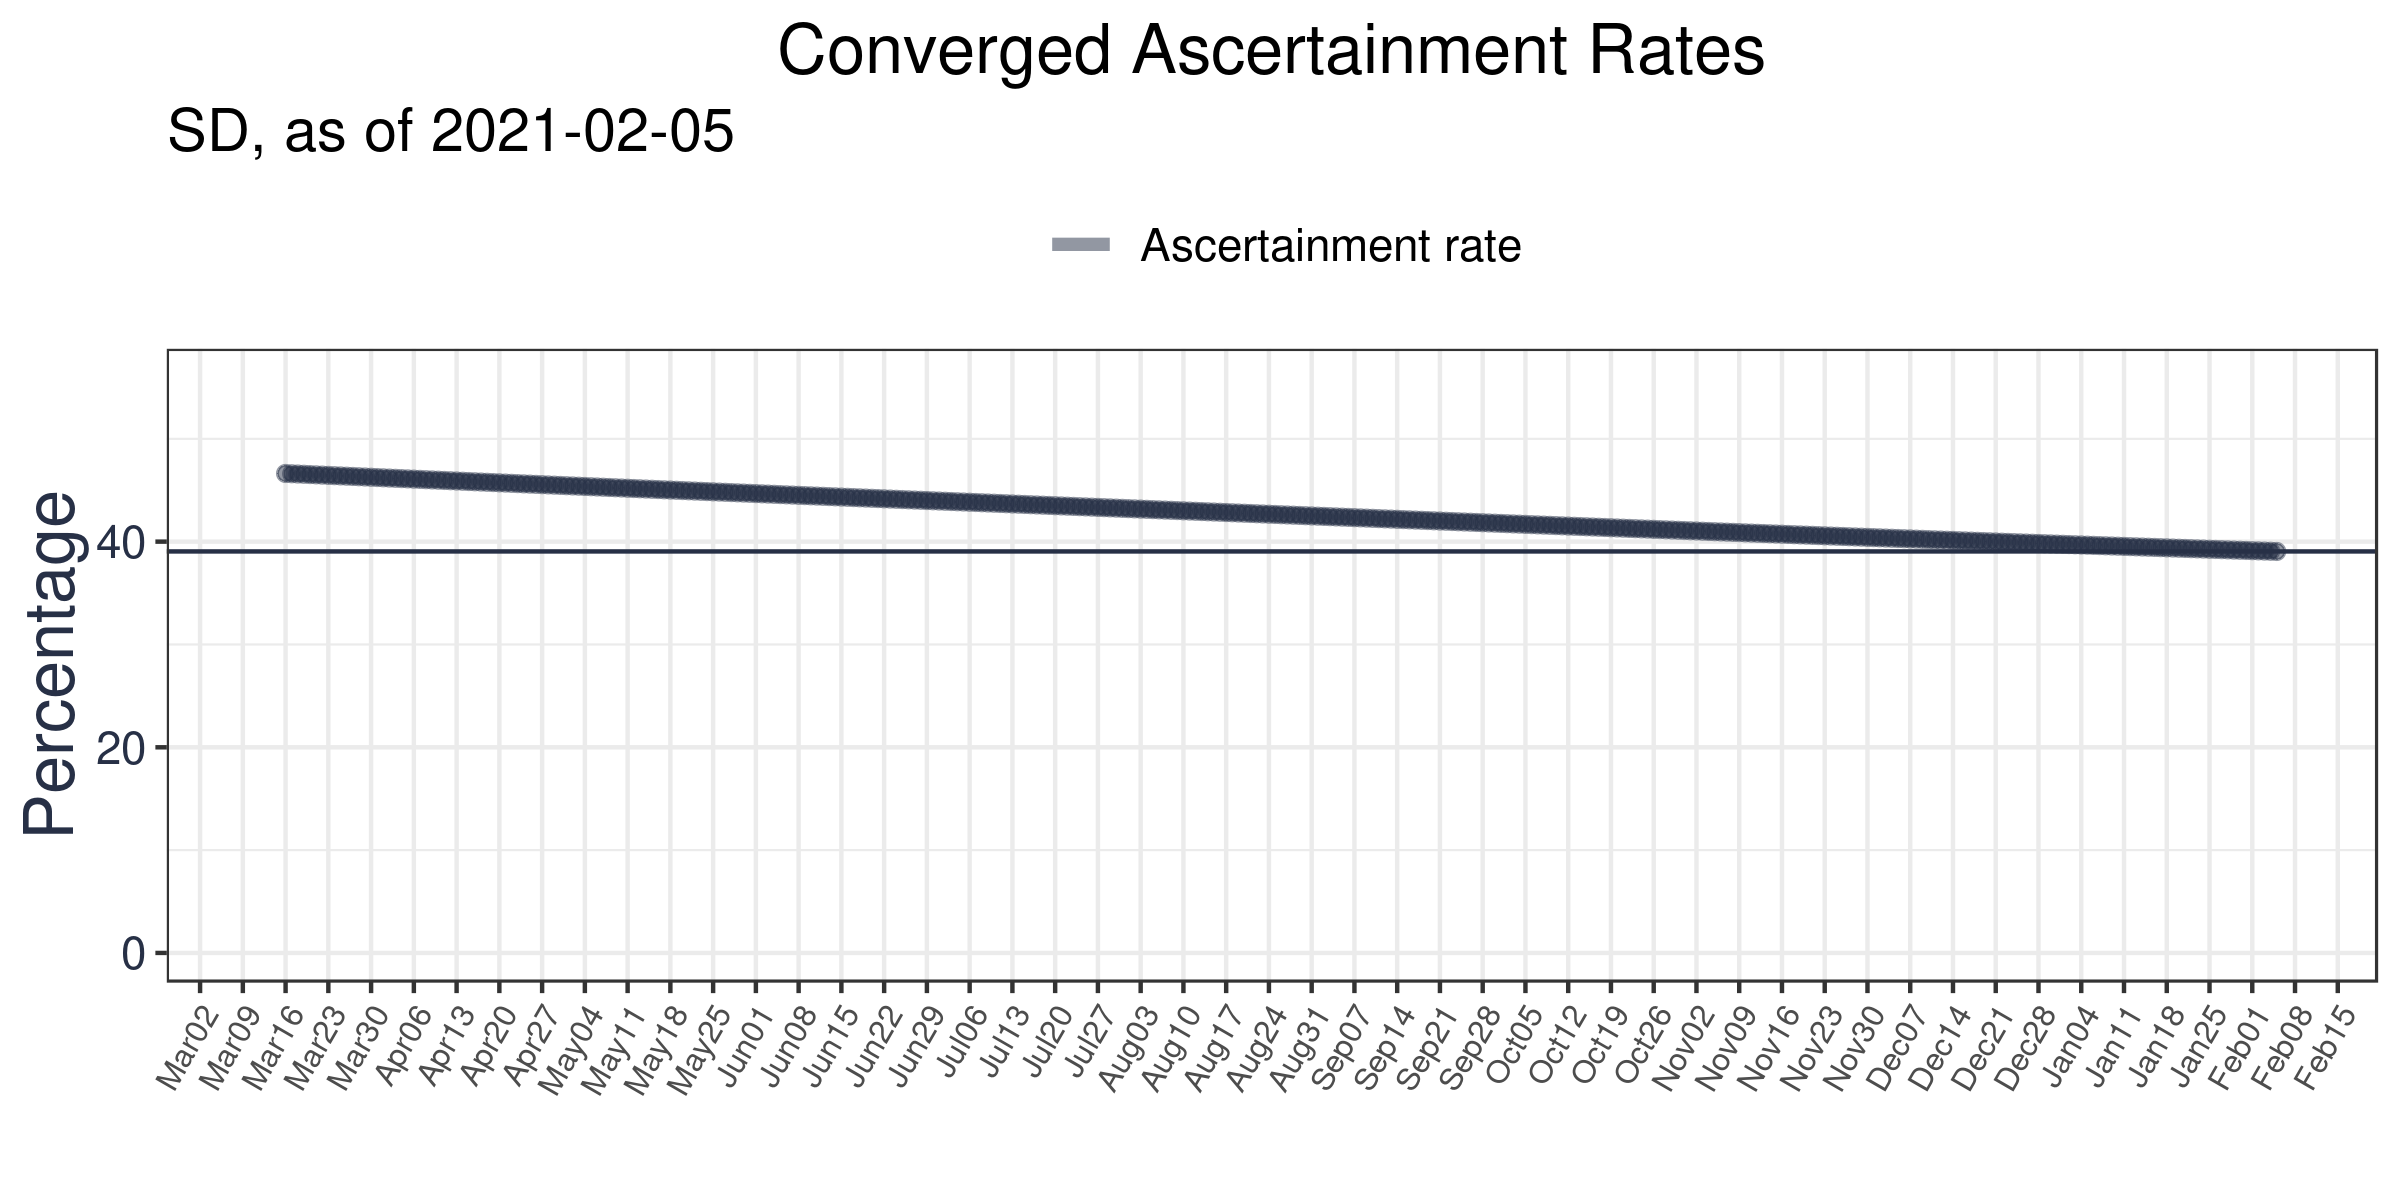 Converged Ascertainment Rates
SD, as of 2021-02-05
Ascertainment rate
Percentage
40
20
0
Mar02
Mar09
Mar16
Mar23
Mar30
Apr06
Apr13
Apr20
Apr27
May04
May11
May18
May25
Jun01
Jun08
Jun15
Jun22
Jun29
Jul06
Jul13
Jul20
Jul27
Aug03
Aug10
Aug17
Aug24
Aug31
Sep07
Sep14
Sep21
Sep28
Oct05
Oct12
Oct19
Oct26
Nov02
Nov09
Nov16
Nov23
Nov30
Dec07
Dec14
Dec21
Dec28
Jan04
Jan11
Jan18
Jan25
Feb01
Feb08
Feb15